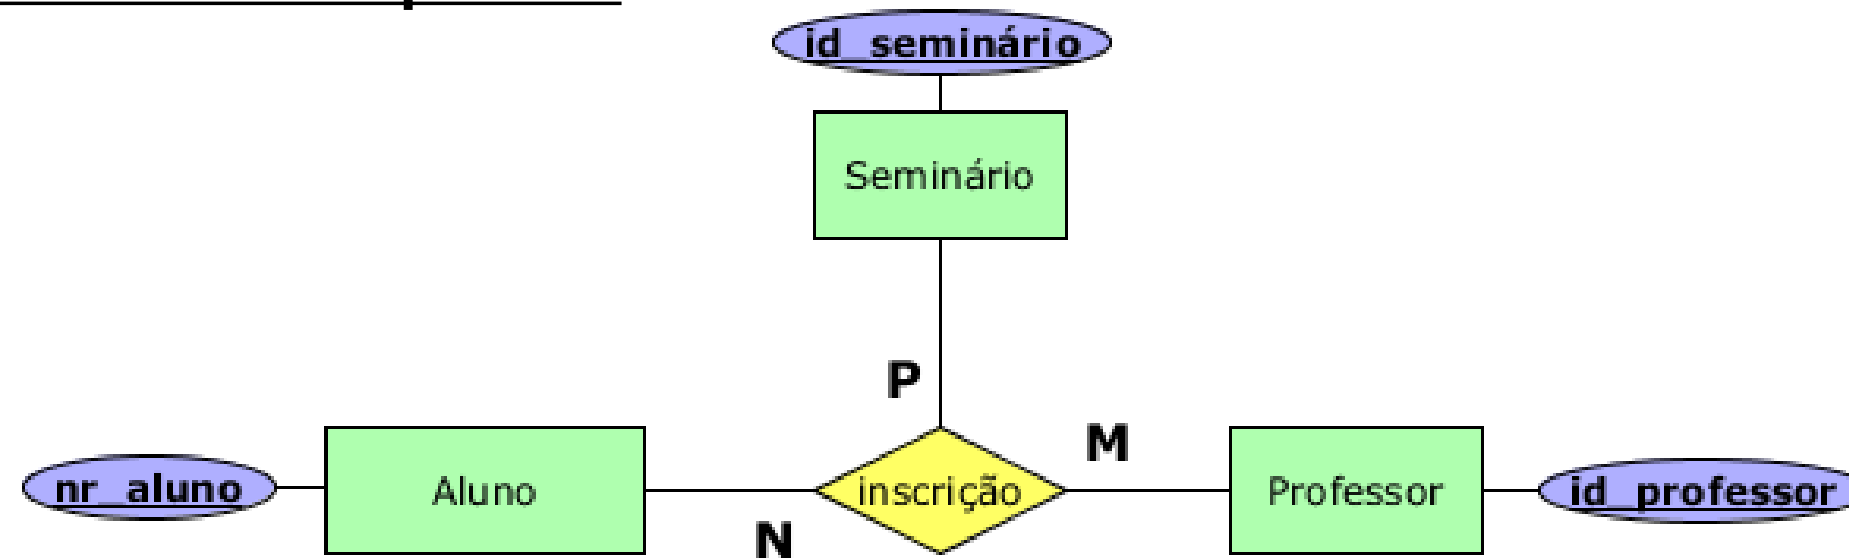 id_seminário
Seminário
P
M
nr_aluno
Aluno
inscrição
Professor
id_professor
N